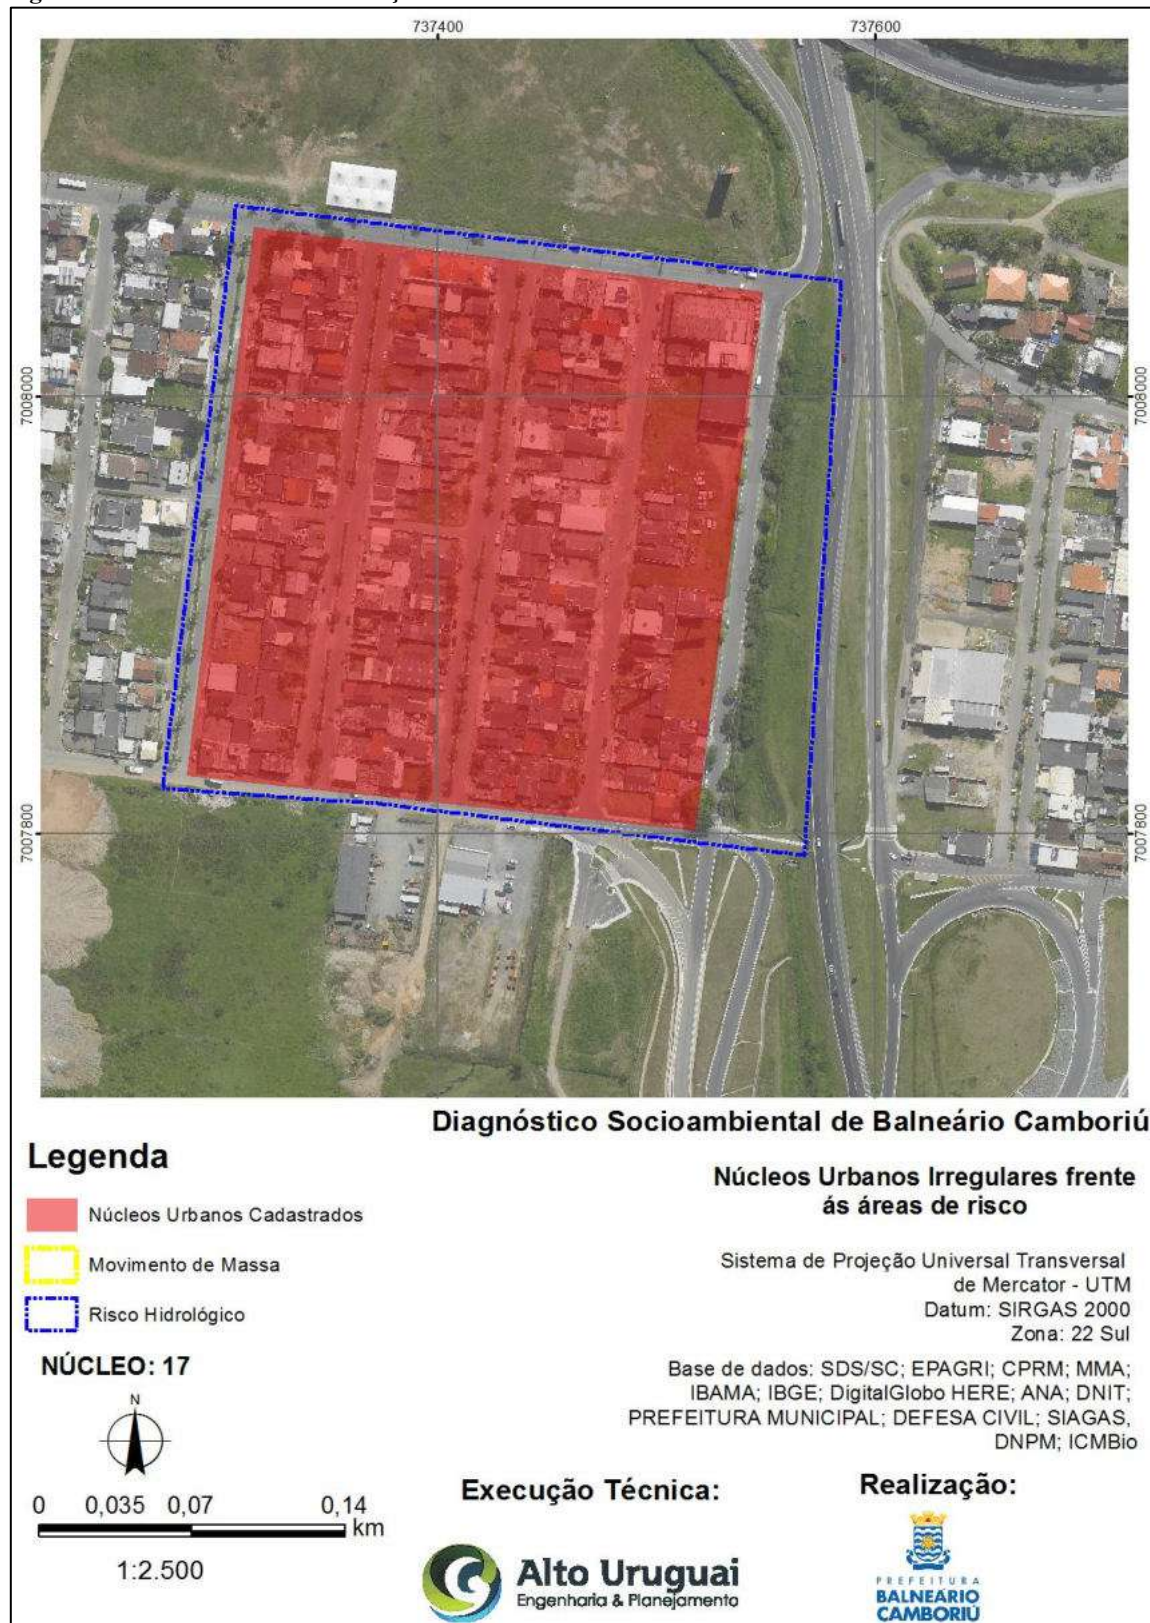 737400
737600
7008000
7008000
7007800
7007800
Diagnóstico Socioambiental de Balneário Camboriú
Legenda
Núcleos Urbanos Cadastrados
Movimento de Massa
Risco Hidrológico
NÚCLEO: 17
N
0 0,035 0,07 0,14
km
1:2.500
Núcleos Urbanos Irregulares frente
ás áreas de risco
Sistema de Projeção Universal Transversal
de Mercator - UTM
Datum: SIRGAS 2000
Zona: 22 Sul
Base de dados: SDS/SC; EPAGRI; CPRM; MMA;
IBAMA; IBGE; DigitalGlobo HERE; ANA; DNIT;
PREFEITURA MUNICIPAL; DEFESA CIVIL; SIAGAS,
DNPM; ICMBio
Execução Técnica:
Alto Uruguai
Engenharia & Planejamento
Realização:
PREFEITURA
BALNEÁRIO
CAMBORIÚ